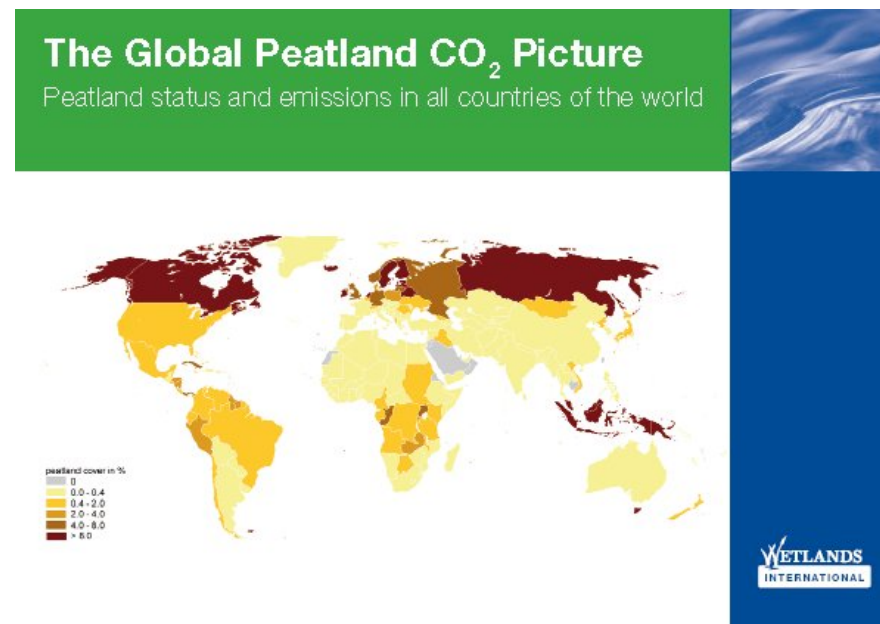 The Global Peatland CO₂ Picture
Peatland status and emissions in all countries of the world
peatland cover in %
0
0.0 - 0.4
0.4 - 2.0
2.0 - 4.0
4.0 - 8.0
> 8.0
WETLANDS
INTERNATIONAL